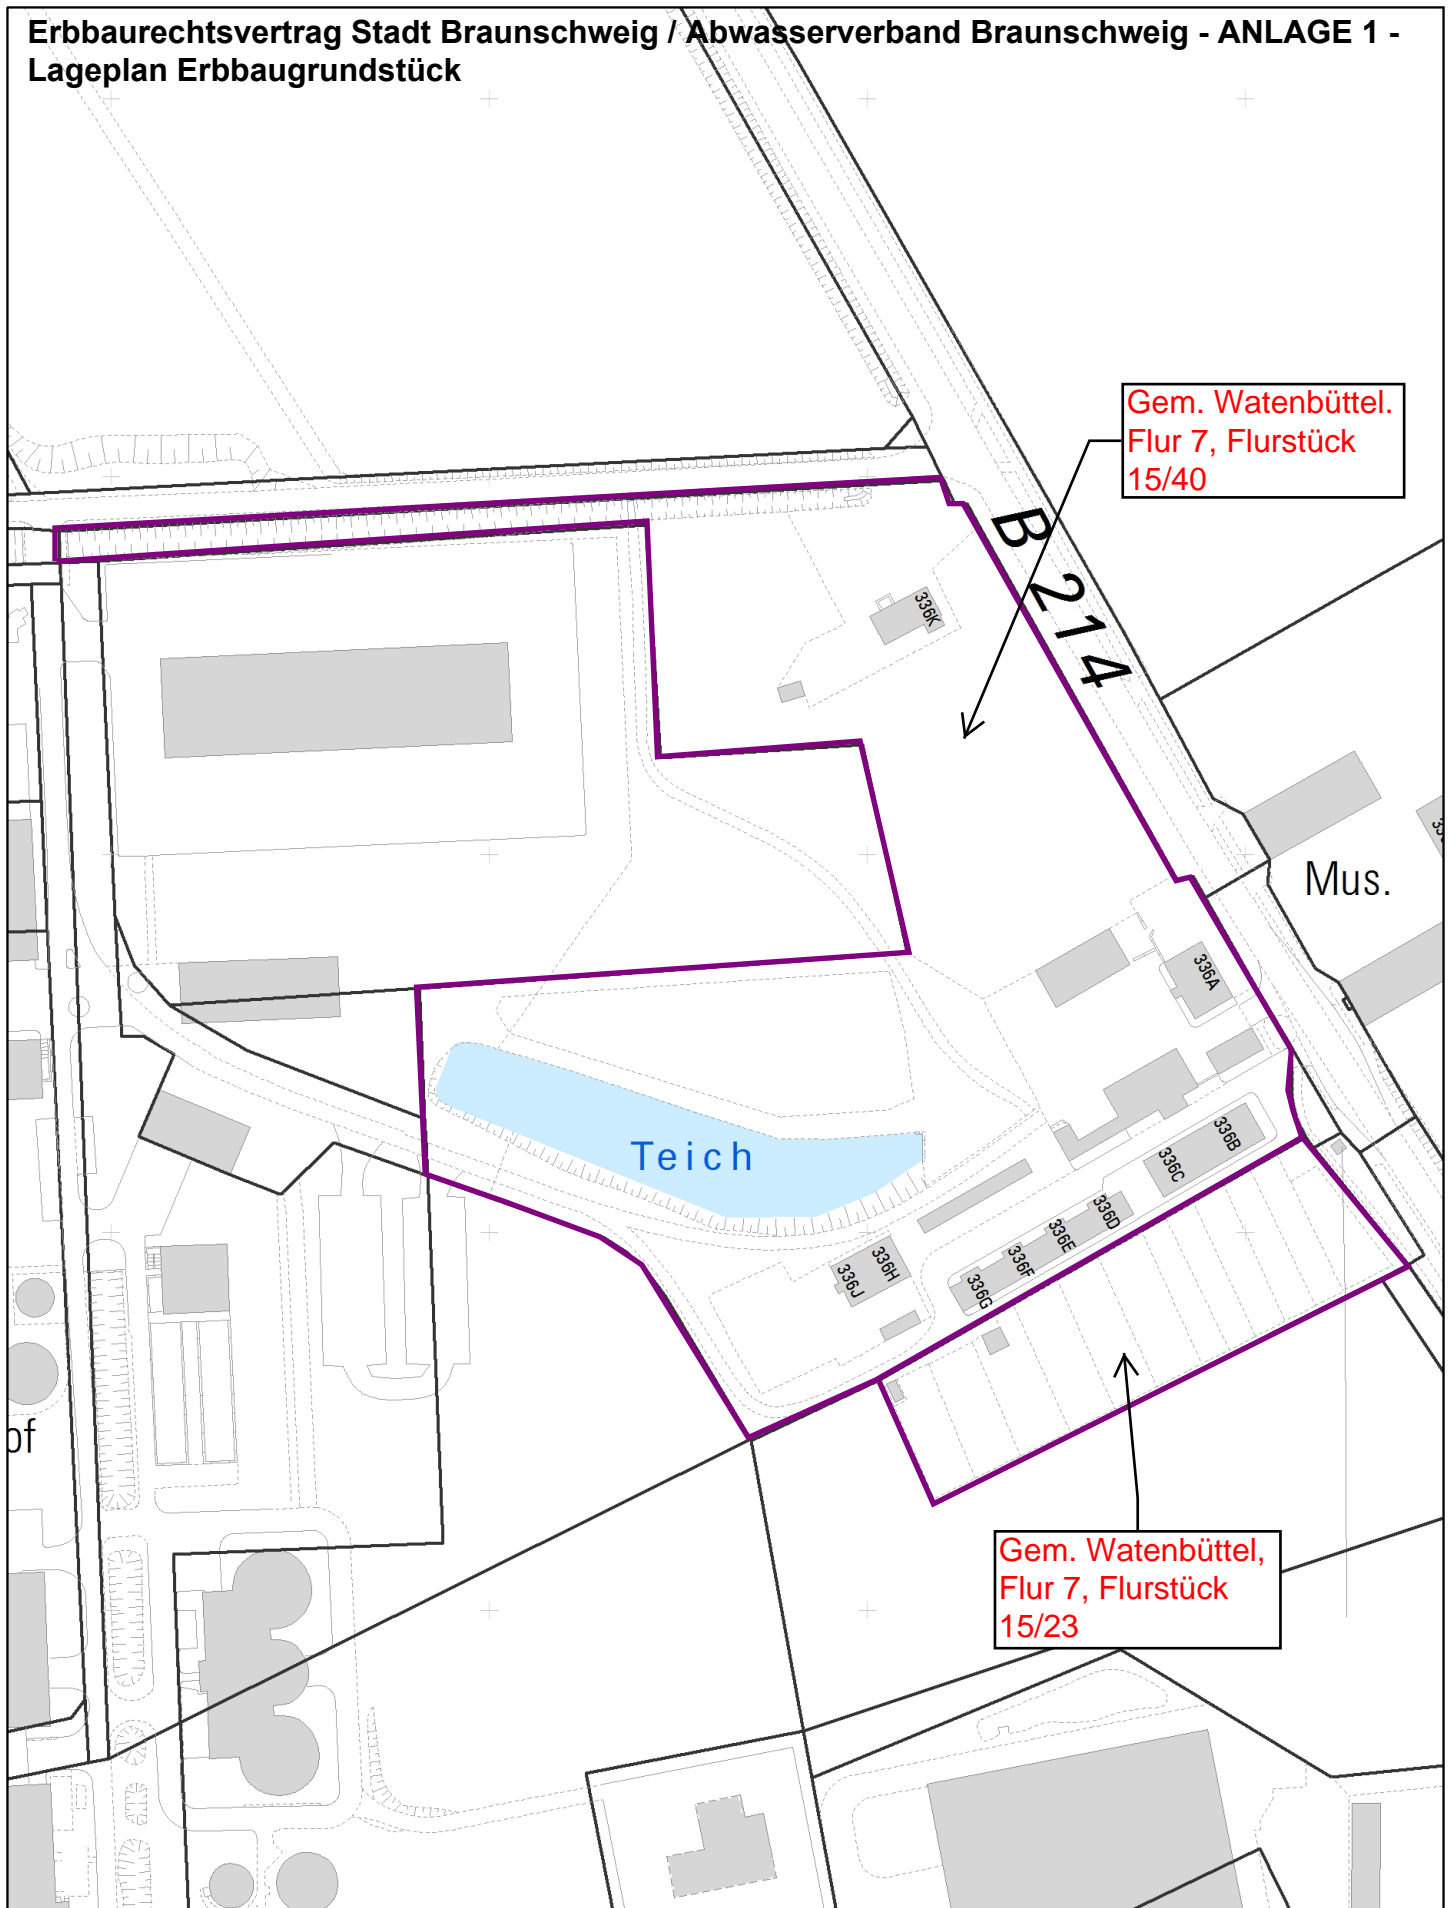 Erbbaurechtsvertrag Stadt Braunschweig / Abwasserverband Braunschweig - ANLAGE 1 -
Lageplan Erbbaugrundstück
Gem. Watenbüttel.
Flur 7, Flurstück
15/40
B 214
336K
Mus.
336A
336B
336C
Teich
336D
336E
336F
336G
336H
336J
Gem. Watenbüttel,
Flur 7, Flurstück
15/23